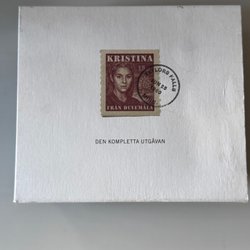 KRISTINA
FRÅN DUVEMÅLA
DEN KOMPLETTA UTGÅVAN